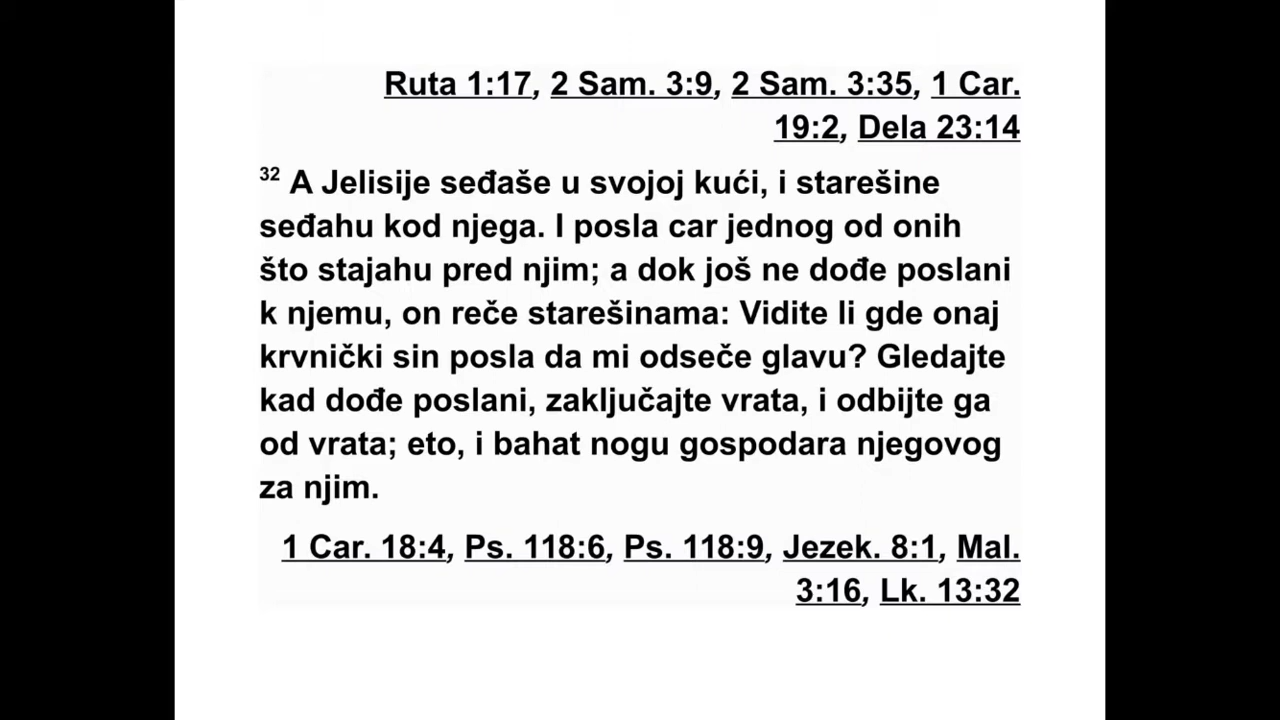 Ruta 1:17, 2 Sam. 3:9, 2 Sam. 3:35, 1 Car.
19:2, Dela 23:14
32 A Jelisije seđaše u svojoj kući, i starešine
seđahu kod njega. I posla car jednog od onih
što stajahu pred njim; a dok još ne dođe poslani
k njemu, on reče starešinama: Vidite li gde onaj
krvnički sin posla da mi odseče glavu? Gledajte
kad dođe poslani, zaključajte vrata, i odbijte ga
od vrata; eto, i bahat nogu gospodara njegovog
za njim.
1 Car. 18:4, Ps. 118:6, Ps. 118:9, Jezek. 8:1, Mal.
3:16, Lk. 13:32